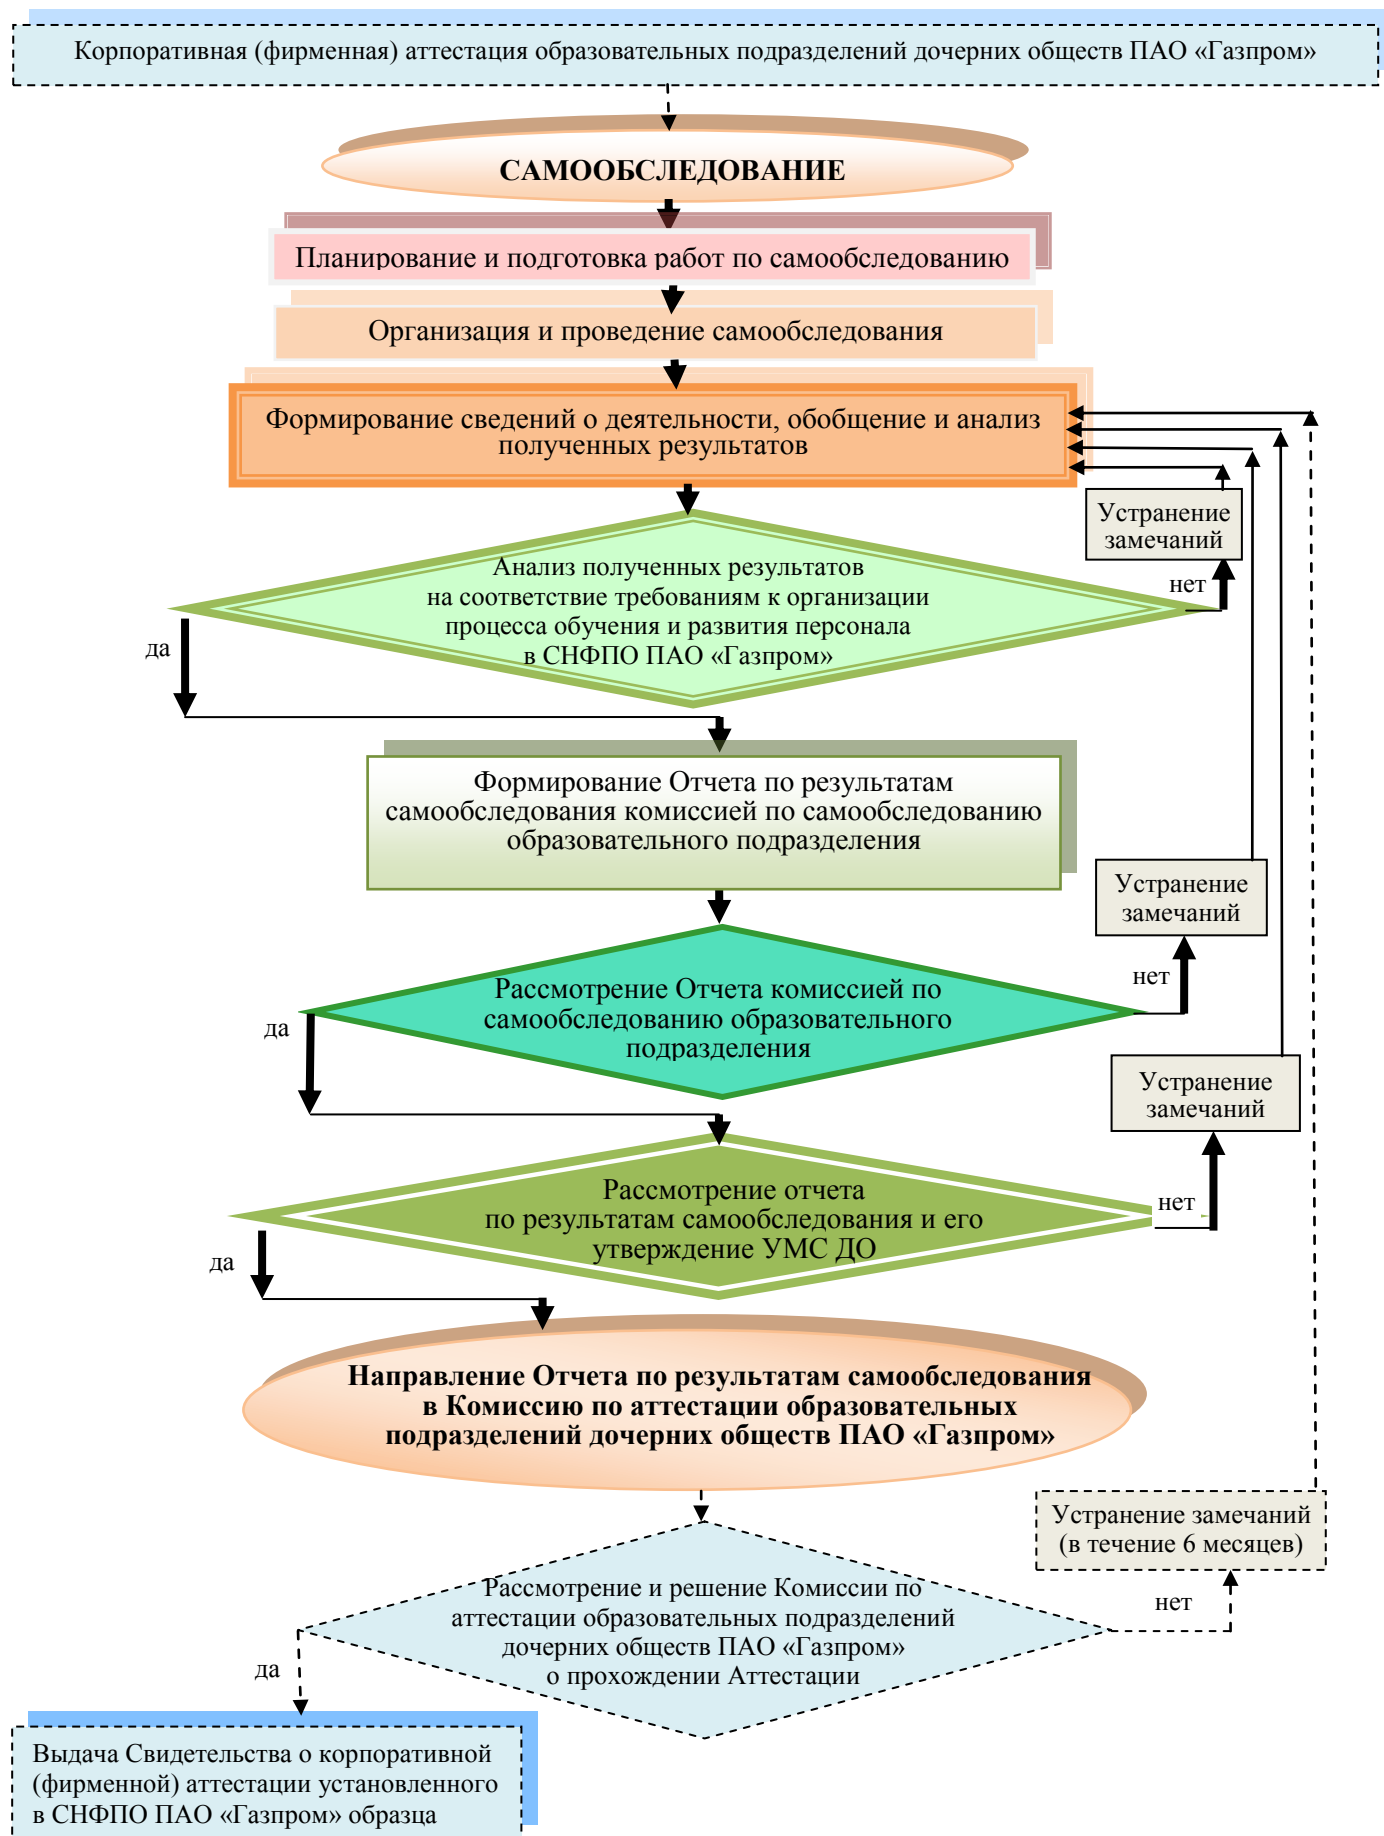 Корпоративная (фирменная) аттестация образовательных подразделений дочерних обществ ПАО «Газпром»
САМООБСЛЕДОВАНИЕ
Планирование и подготовка работ по самообследованию
Организация и проведение самообследования
Формирование сведений о деятельности, обобщение и анализ
полученных результатов
Устранение
замечаний
нет
Анализ полученных результатов
на соответствие требованиям к организации
процесса обучения и развития персонала
в СНФПО ПАО «Газпром»
да
Формирование Отчета по результатам
самообследования комиссией по самообследованию
образовательного подразделения
Устранение
замечаний
нет
Рассмотрение Отчета комиссией по
самообследованию образовательного
подразделения
да
Устранение
замечаний
нет
Рассмотрение отчета
по результатам самообследования и его
утверждение УМС ДО
да
Направление Отчета по результатам самообследования
в Комиссию по аттестации образовательных
подразделений дочерних обществ ПАО «Газпром»
Устранение замечаний
(в течение 6 месяцев)
нет
Рассмотрение и решение Комиссии по
аттестации образовательных подразделений
дочерних обществ ПАО «Газпром»
о прохождении Аттестации
да
Выдача Свидетельства о корпоративной
(фирменной) аттестации установленного
в СНФПО ПАО «Газпром» образца